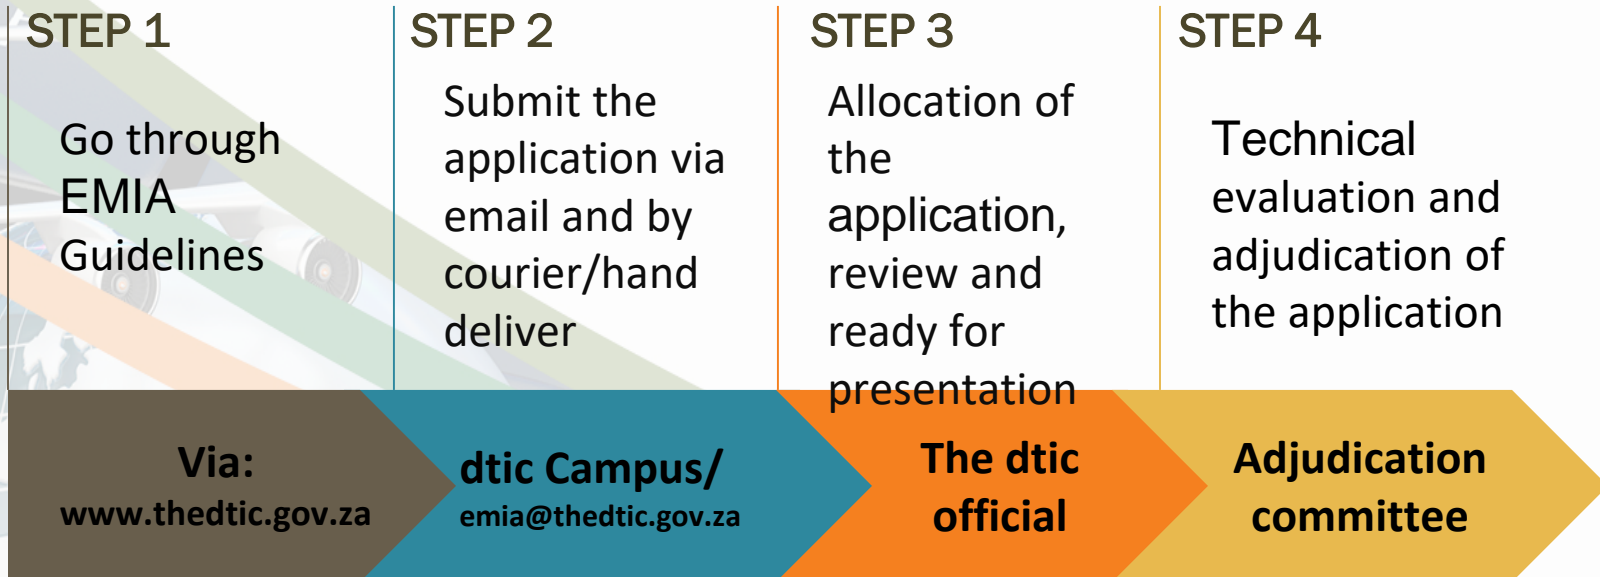 STEP 1
Go through
EMIA
Guidelines
Via:
www.thedtic.gov.za
STEP 2
Submit the
application via
email and by
courier/hand
deliver
dtic Campus/
emia@thedtic.gov.za
STEP 3
Allocation of
the
application,
review and
ready for
presentation
The dtic
official
STEP 4
Technical
evaluation and
adjudication of
the application
Adjudication
committee